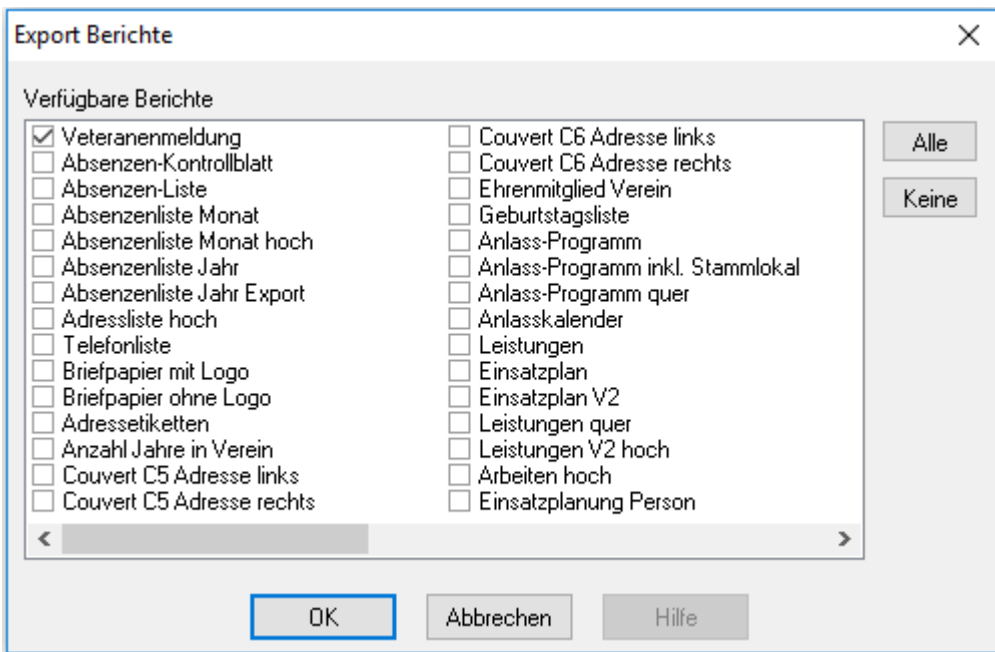 Export Berichte
Verfügbare Berichte
Veteranenmeldung
Absenzen-Kontrollblatt
Absenzen-Liste
Absenzenliste Monat
Absenzenliste Monat hoch
Absenzenliste Jahr
Absenzenliste Jahr Export
Adressliste hoch
Telefonliste
Briefpapier mit Logo
Briefpapier ohne Logo
Adressetiketten
Anzahl Jahre in Verein
Couvert C5 Adresse links
Couvert C5 Adresse rechts
Couvert C6 Adresse links
Couvert C6 Adresse rechts
Ehrenmitglied Verein
Geburtstagsliste
Anlass-Programm
Anlass-Programm inkl. Stammlokal
Anlass-Programm quer
Anlasskalender
Leistungen
Einsatzplan
Einsatzplan V2
Leistungen quer
Leistungen V2 hoch
Arbeiten hoch
Einsatzplanung Person
Alle
Keine
OK
Abbrechen
Hilfe